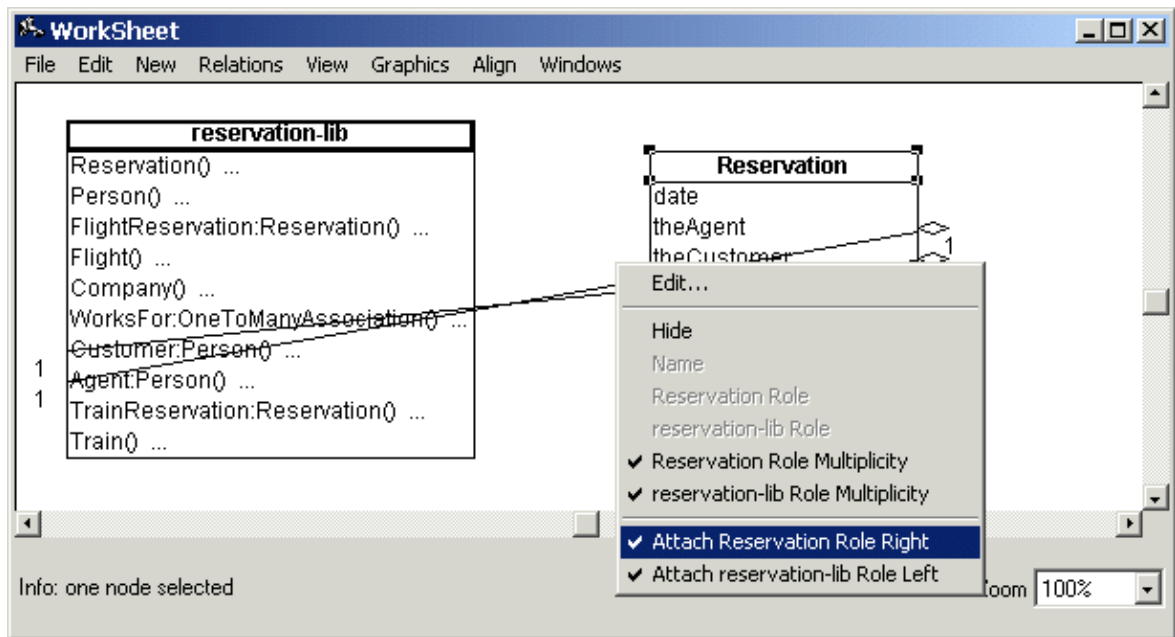 WorkSheet
File Edit New Relations View Graphics Align Windows
reservation-lib
Reservation() ...
Person() ...
FlightReservation:Reservation() ...
Flight() ...
Company() ...
WorksFor:OneToManyAssociation() ...
Customer:Person() ...
Agent:Person() ...
TrainReservation:Reservation() ...
Train() ...
1
1
Reservation
date
theAgent
theCustomer
1
Edit...
Hide
Name
Reservation Role
reservation-lib Role
Reservation Role Multiplicity
reservation-lib Role Multiplicity
Attach Reservation Role Right
Attach reservation-lib Role Left
Info: one node selected
oom 100%